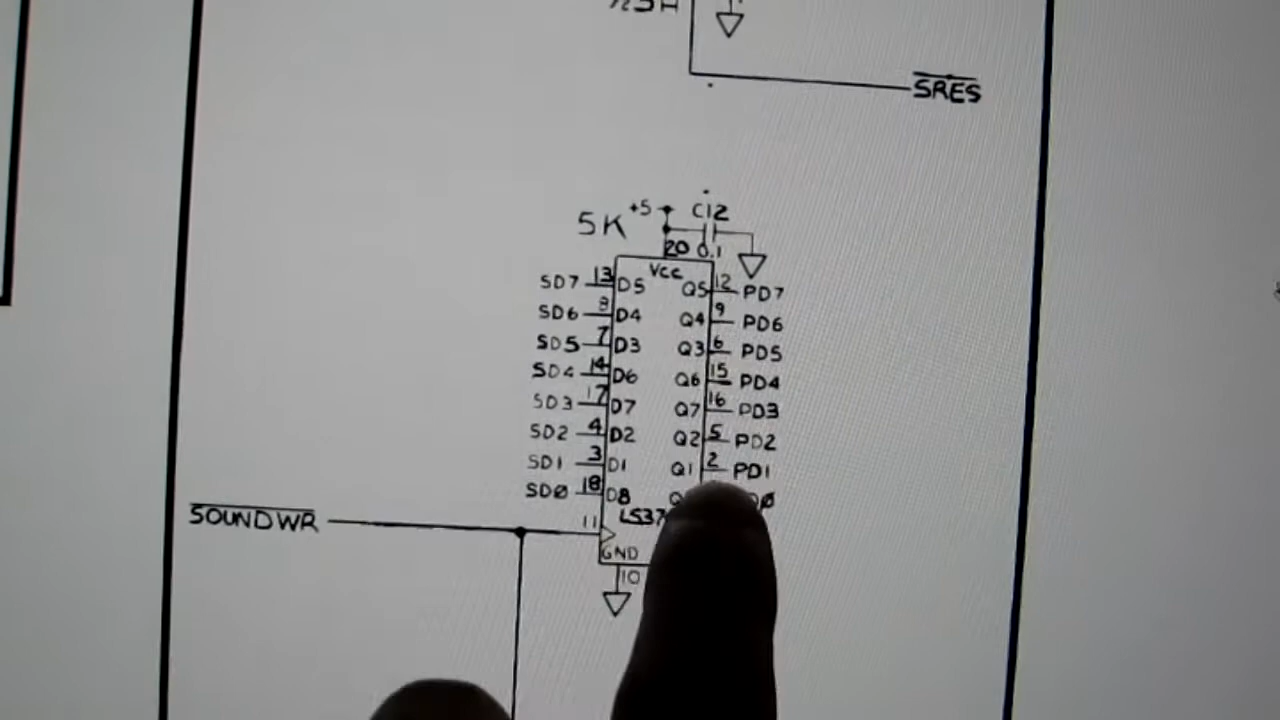 SRES
+5 C12
5K
20 0.1
VCC
SD7 13 D5 Q5 12 PD7
SD6 8 D4 Q4 9 PD6
SD5 7 D3 Q3 6 PD5
SD4 14 D6 Q6 15 PD4
SD3 17 D7 Q7 16 PD3
SD2 4 D2 Q2 5 PD2
SD1 3 D1 Q1 2 PD1
SDØ 18 D8
SOUNDWR 11
GND
10